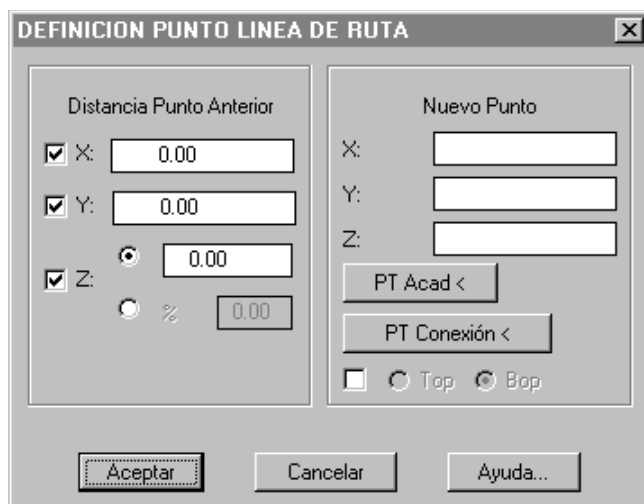 DEFINICION PUNTO LINEA DE RUTA
Distancia Punto Anterior
X: 0.00
Y: 0.00
Z: 0.00
% 0.00
Nuevo Punto
X:
Y:
Z:
PT Acad <
PT Conexión <
Top Bop
Aceptar Cancelar Ayuda...